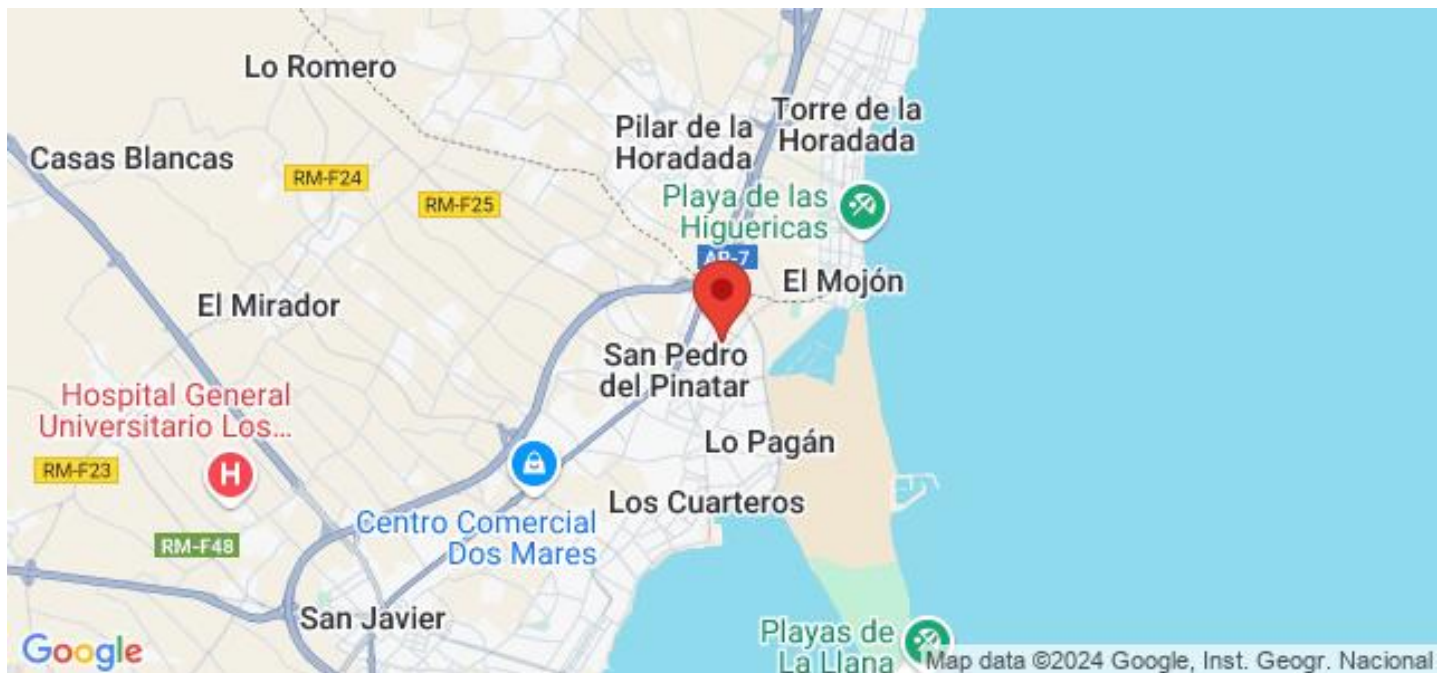 Lo Romero
Torre de la
Horadada
Pilar de la
Horadada
Casas Blancas
RM-F24
RM-F25
Playa de las
Higuericas
AP-7
El Mojón
El Mirador
San Pedro
del Pinatar
Hospital General
Universitario Los...
H
RM-F23
Lo Pagán
Los Cuarteros
Centro Comercial
Dos Mares
RM-F48
San Javier
Playas de
La Llana
Google
Map data ©2024 Google, Inst. Geogr. Nacional